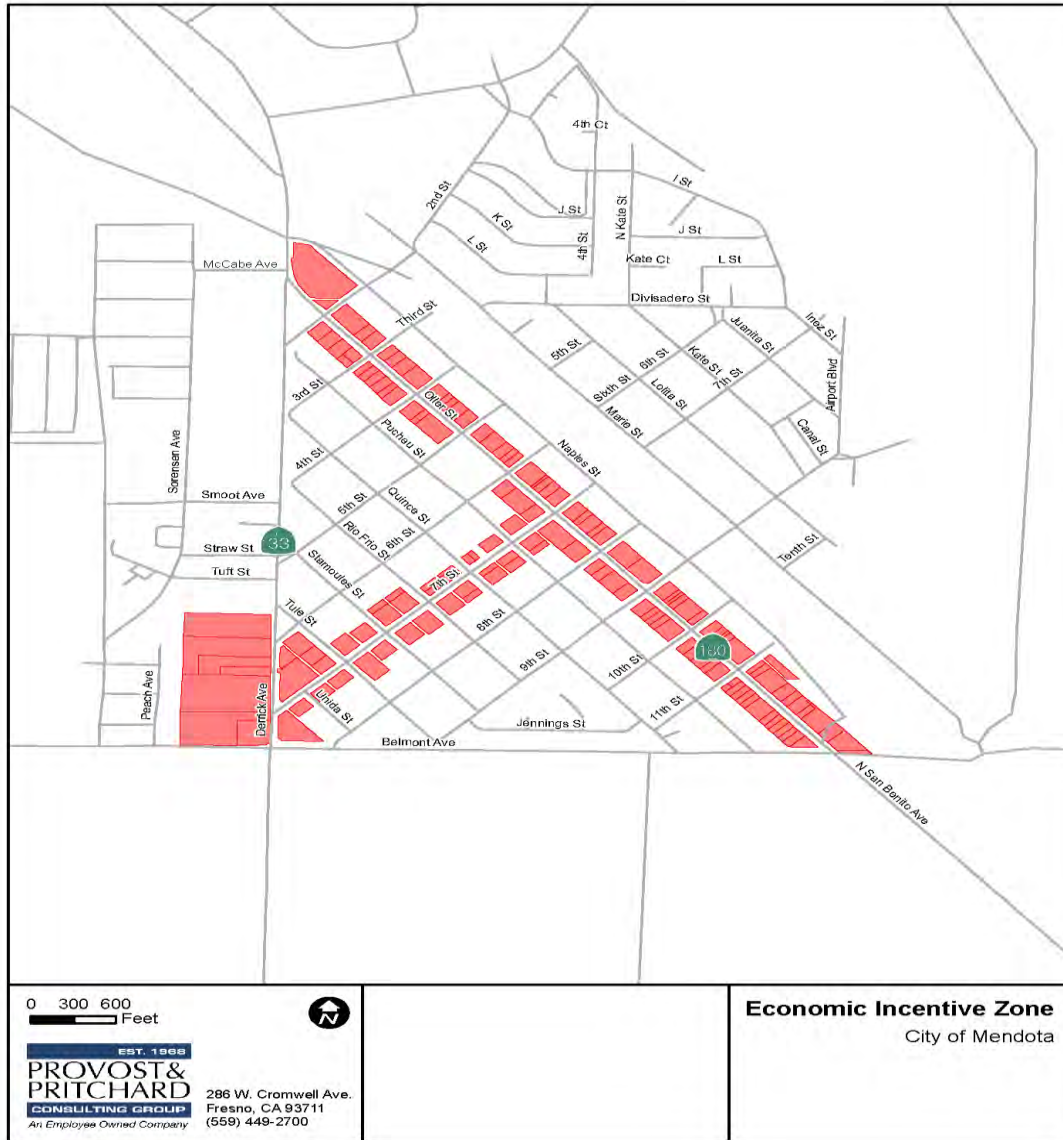 4th Ct
I St
2nd St
J St
K St
4th St
N Kate St
J St
L St
Kate Ct
L St
McCabe Ave
Divisadero St
Third St
Inez St
Juanita St
5th St
6th St
Kate St
7th St
Airport Blvd
Sixth St
Lolita St
3rd St
Oller St
Marie St
Canal St
Puchau St
Naples St
4th St
Sorensen Ave
Smoot Ave
5th St
Quince St
Rio Frio St
6th St
33
Straw St
Stamoules St
Tenth St
Tuft St
7th St
Tule St
8th St
180
9th St
10th St
Peach Ave
Derrick Ave
Unida St
11th St
Jennings St
Belmont Ave
N San Benito Ave
0 300 600
Feet
N
EST. 1968
PROVOST&
PRITCHARD
CONSULTING GROUP
An Employee Owned Company
286 W. Cromwell Ave.
Fresno, CA 93711
(559) 449-2700
Economic Incentive Zone
City of Mendota